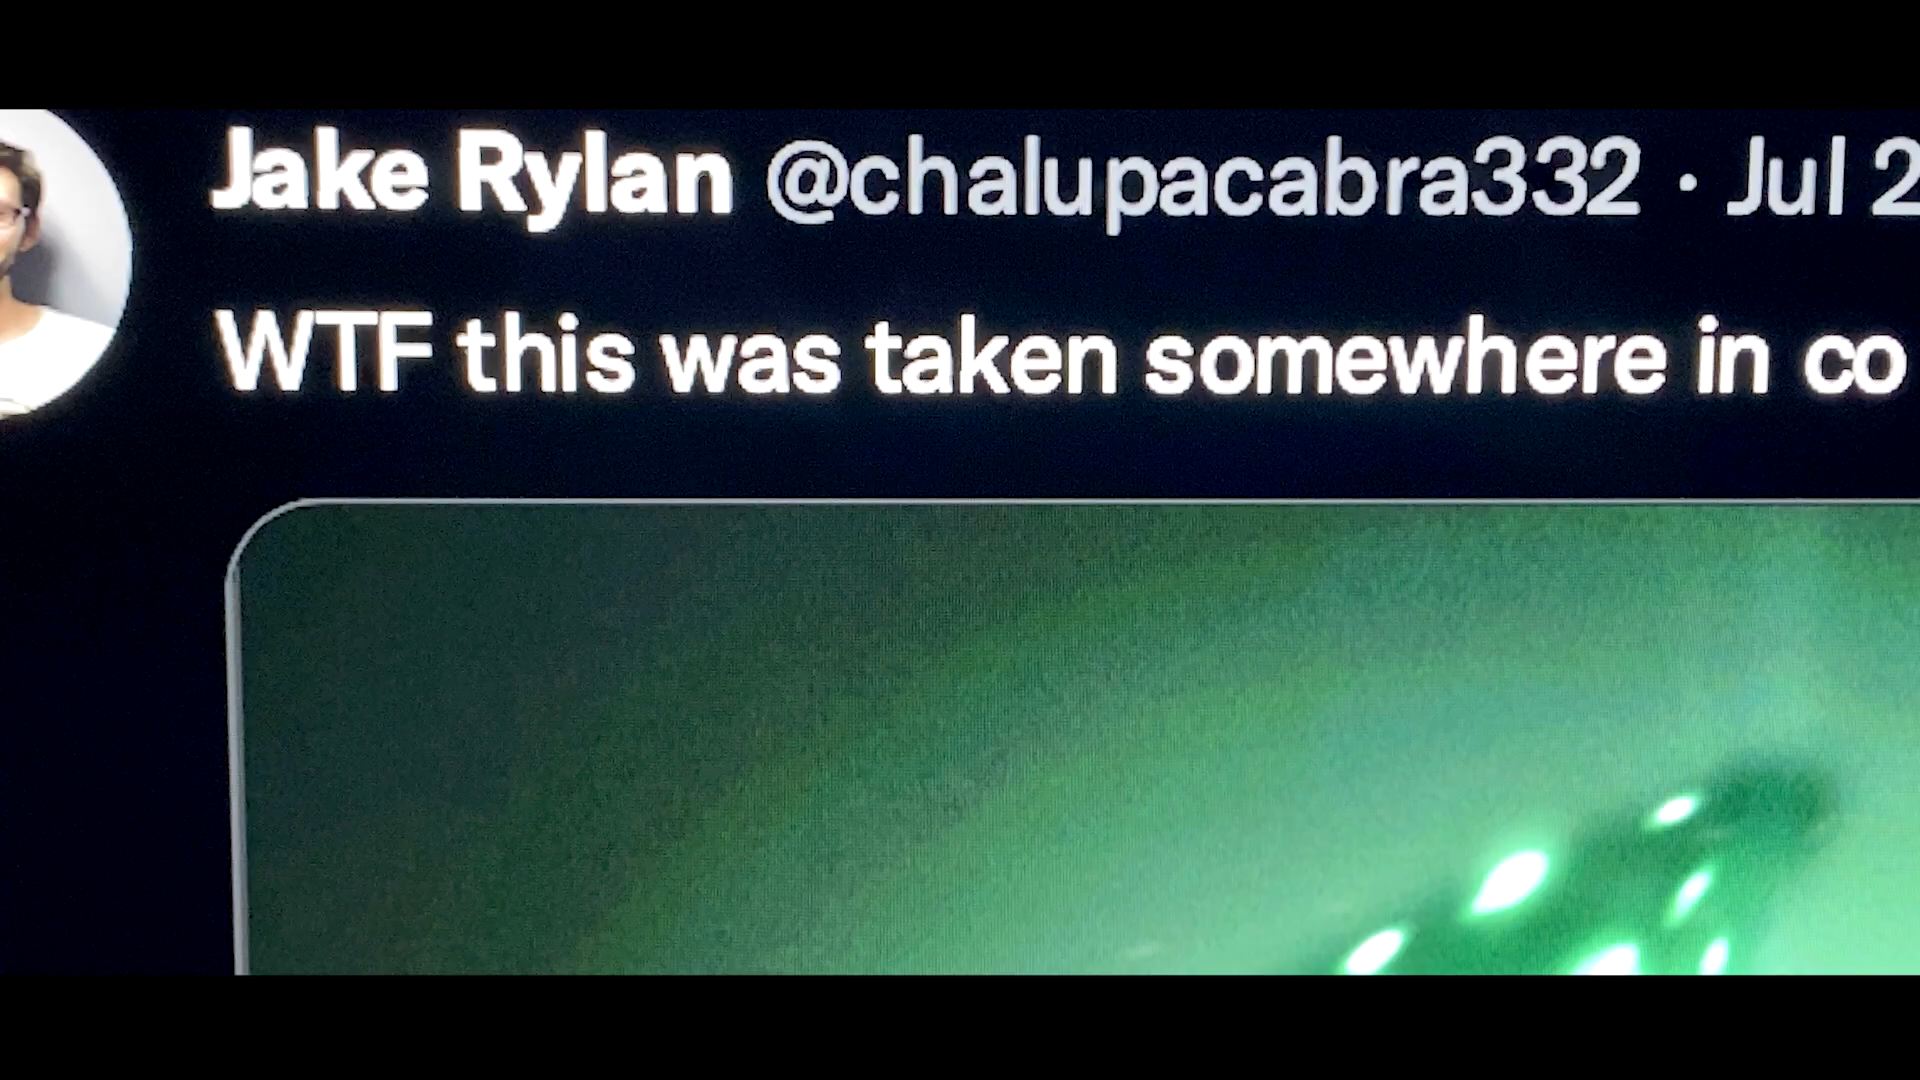 Jake Rylan @chalupacabra332 · Jul 2
WTF this was taken somewhere in co